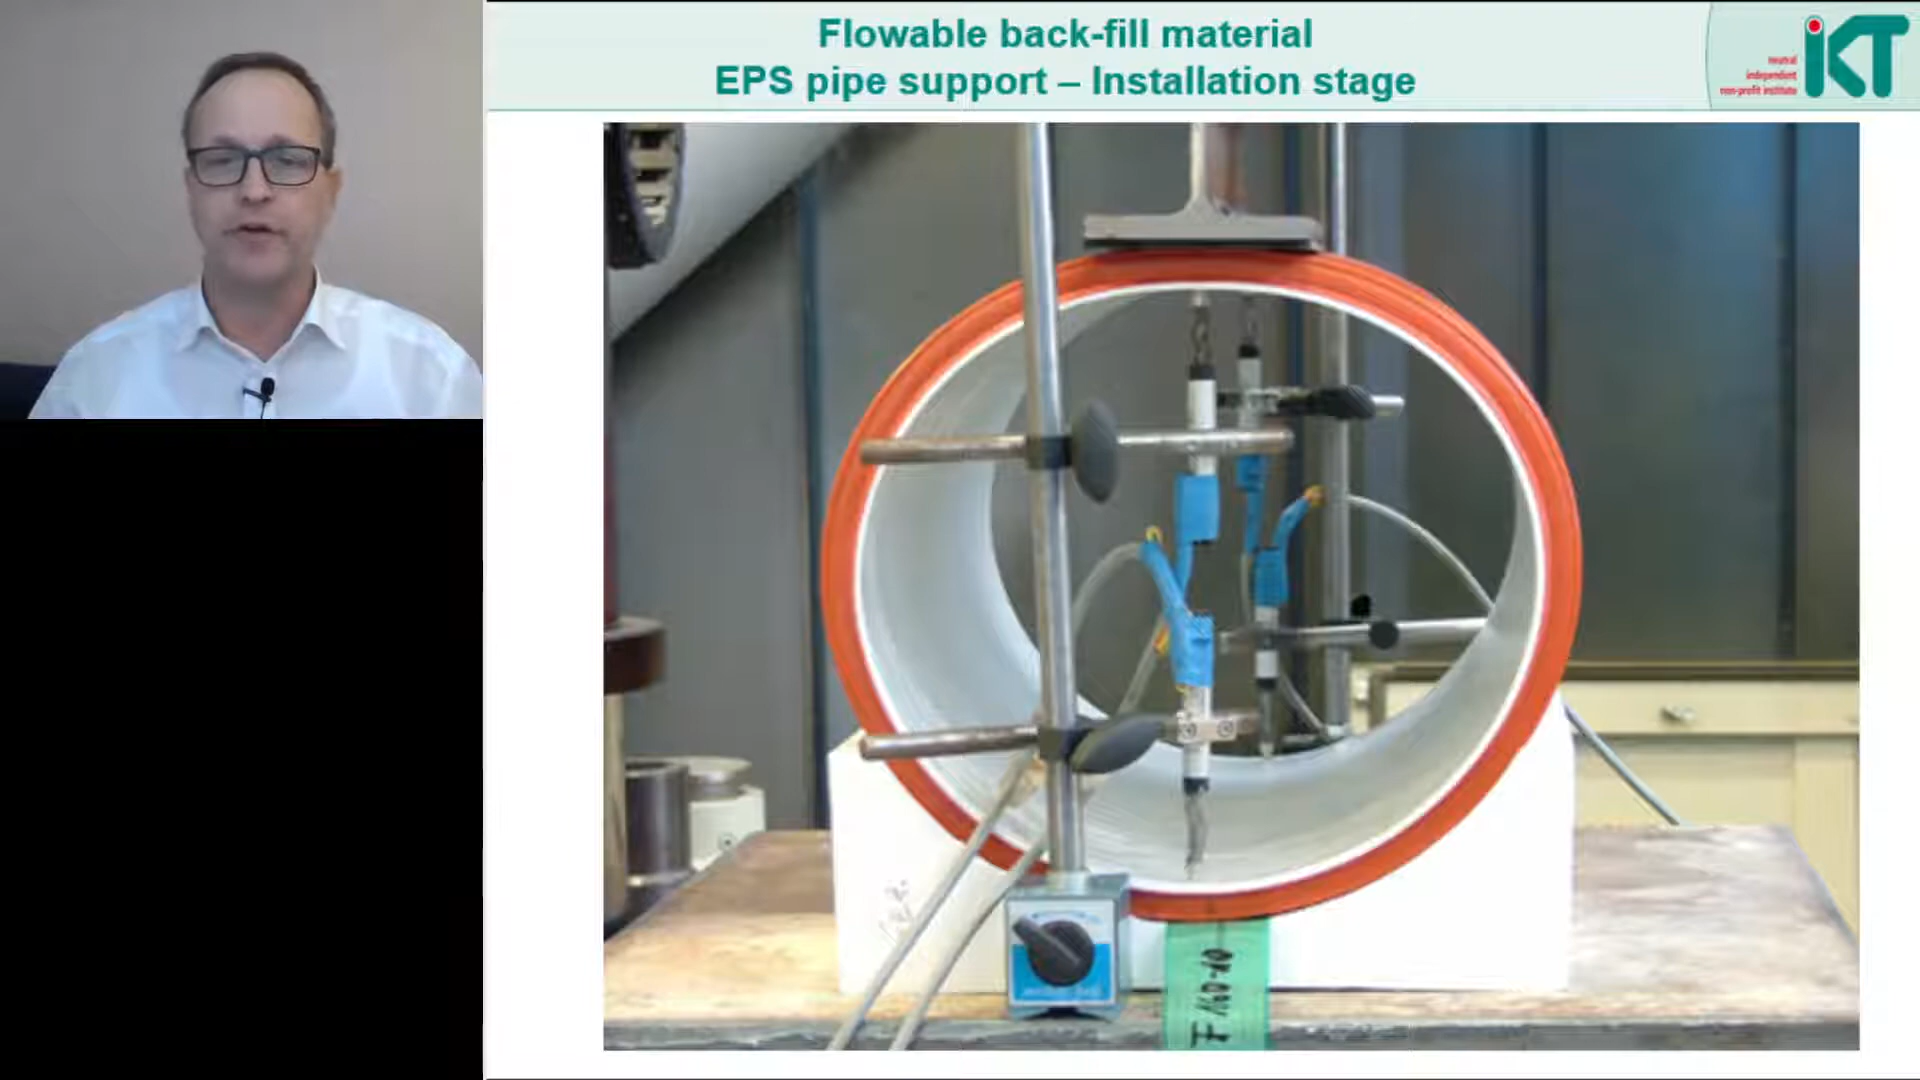 Flowable back-fill material
EPS pipe support – Installation stage
neutral
independent
non-profit institute
iKT